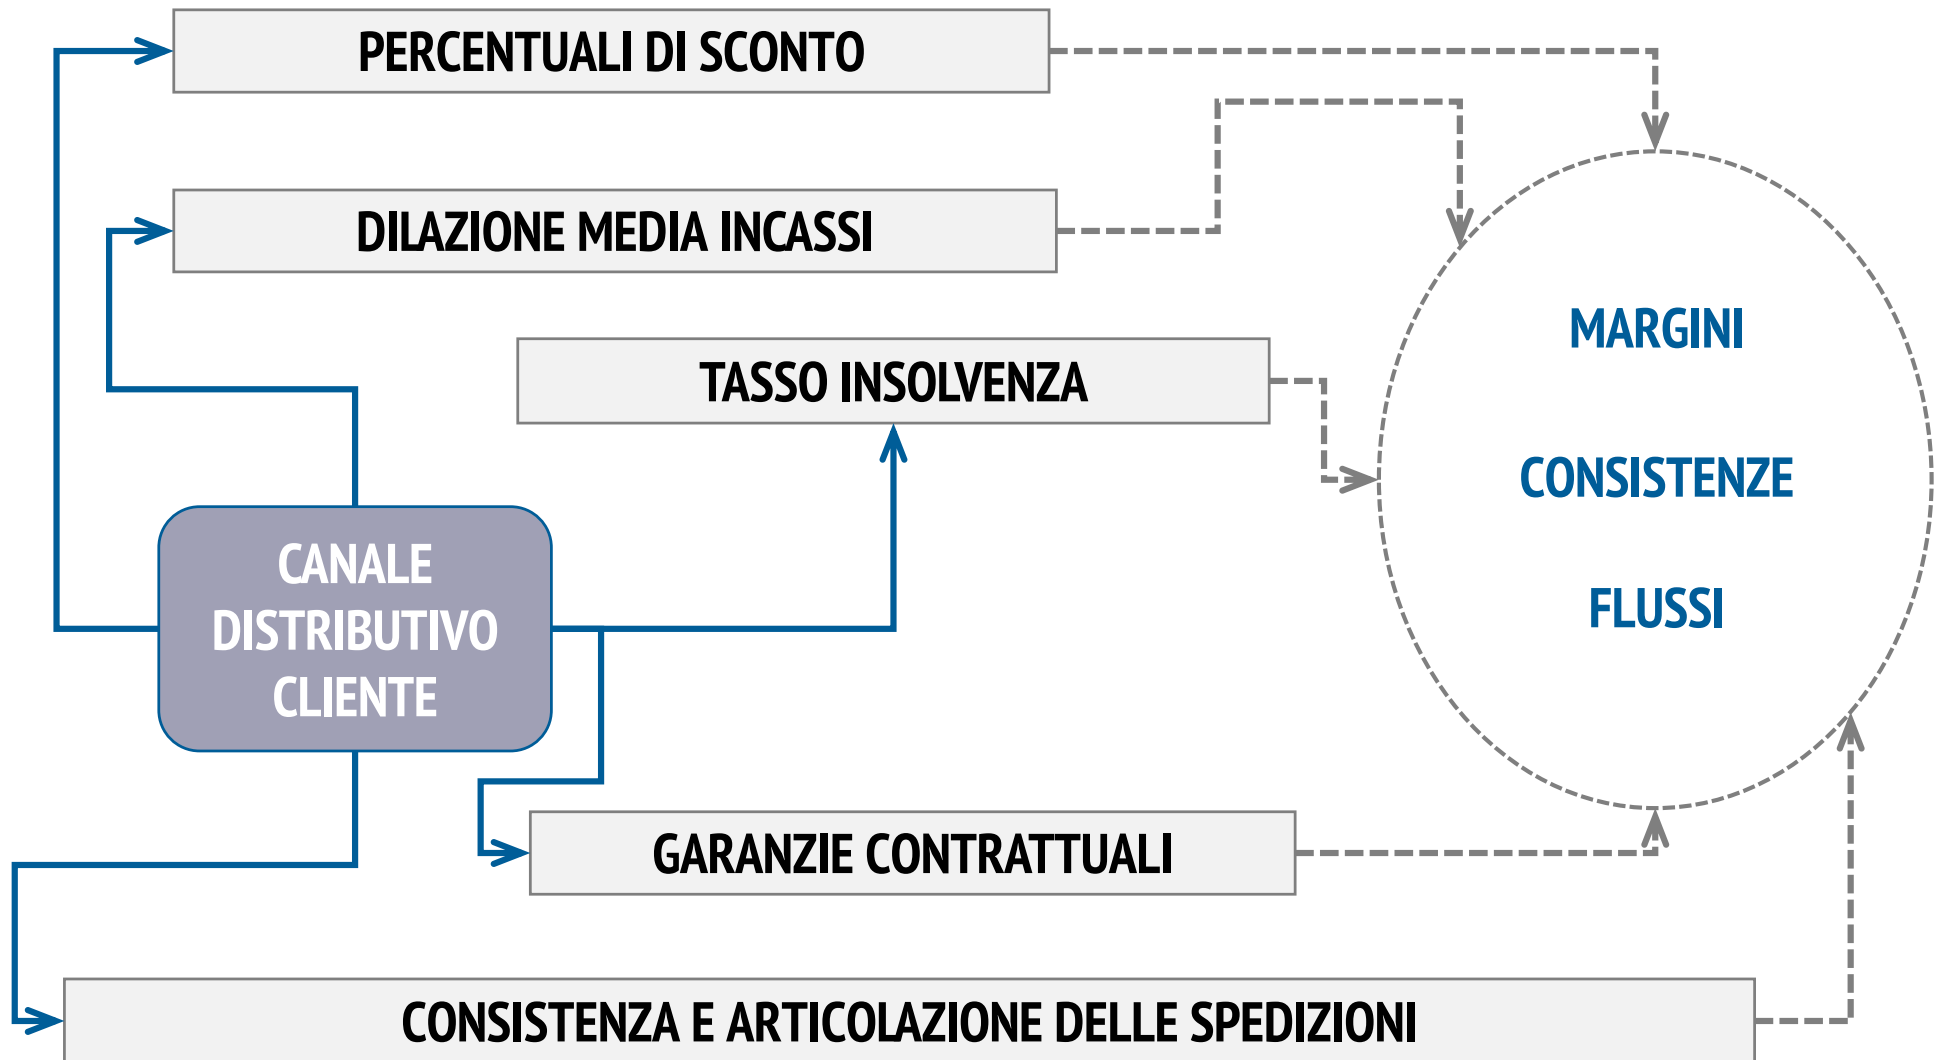 PERCENTUALI DI SCONTO
DILAZIONE MEDIA INCASSI
TASSO INSOLVENZA
MARGINI
CONSISTENZE
FLUSSI
CANALE
DISTRIBUTIVO
CLIENTE
GARANZIE CONTRATTUALI
CONSISTENZA E ARTICOLAZIONE DELLE SPEDIZIONI